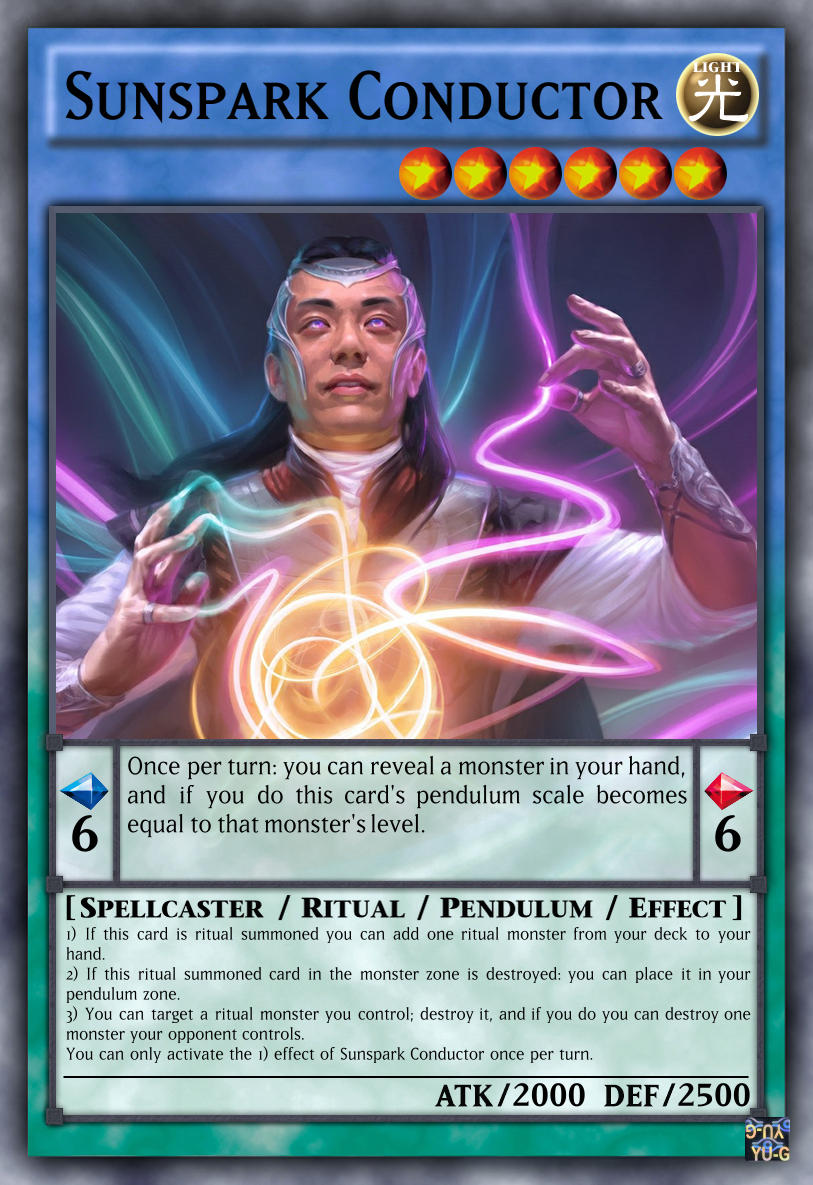 Sunspark Conductor
LIGHT
光
Once per turn: you can reveal a monster in your hand,
and if you do this card's pendulum scale becomes
equal to that monster's level.
6
6
[ Spellcaster / Ritual / Pendulum / Effect ]
1) If this card is ritual summoned you can add one ritual monster from your deck to your
hand.
2) If this ritual summoned card in the monster zone is destroyed: you can place it in your
pendulum zone.
3) You can target a ritual monster you control; destroy it, and if you do you can destroy one
monster your opponent controls.
You can only activate the 1) effect of Sunspark Conductor once per turn.
ATK/2000 DEF/2500
YU-G
YU-G